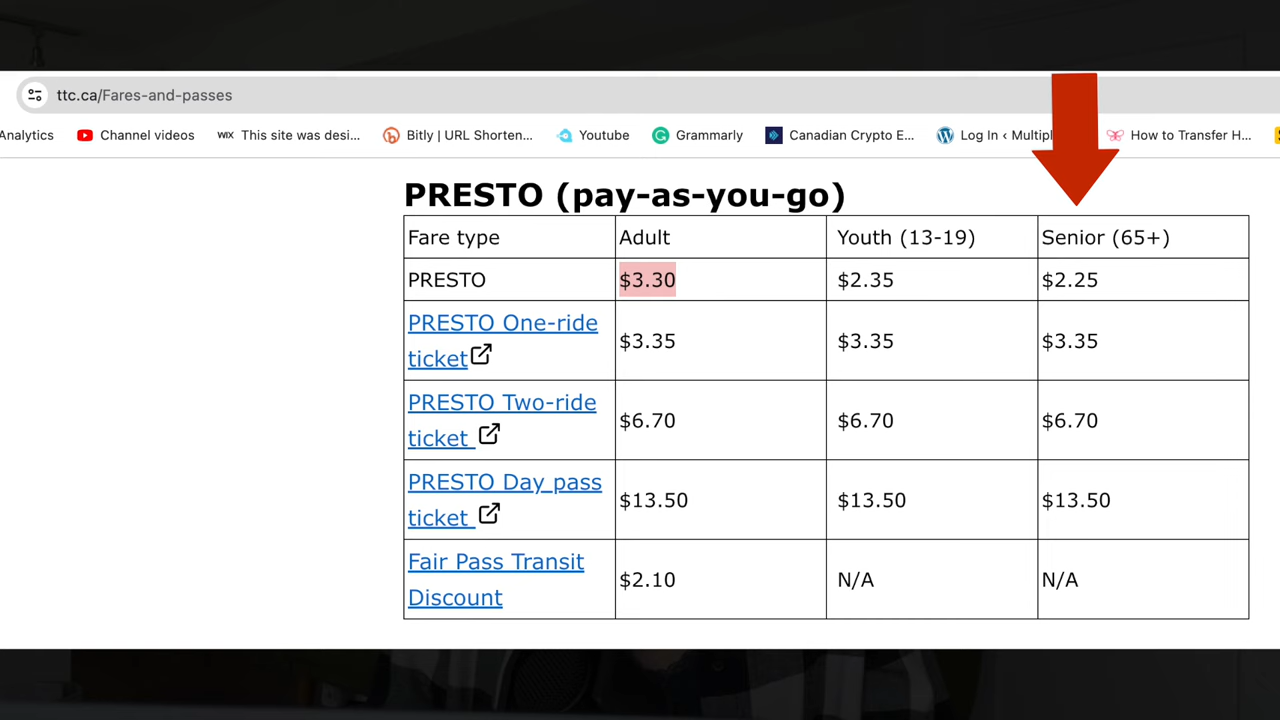 ttc.ca/Fares-and-passes
Analytics Channel videos WIX This site was desi... Bitly | URL Shorten... Youtube Grammarly Canadian Crypto E... Log In ‹ Multipl How to Transfer H...
PRESTO (pay-as-you-go)
Fare type Adult Youth (13-19) Senior (65+)
PRESTO $3.30 $2.35 $2.25
PRESTO One-ride
ticket $3.35 $3.35 $3.35
PRESTO Two-ride
ticket $6.70 $6.70 $6.70
PRESTO Day pass
ticket $13.50 $13.50 $13.50
Fair Pass Transit
Discount $2.10 N/A N/A